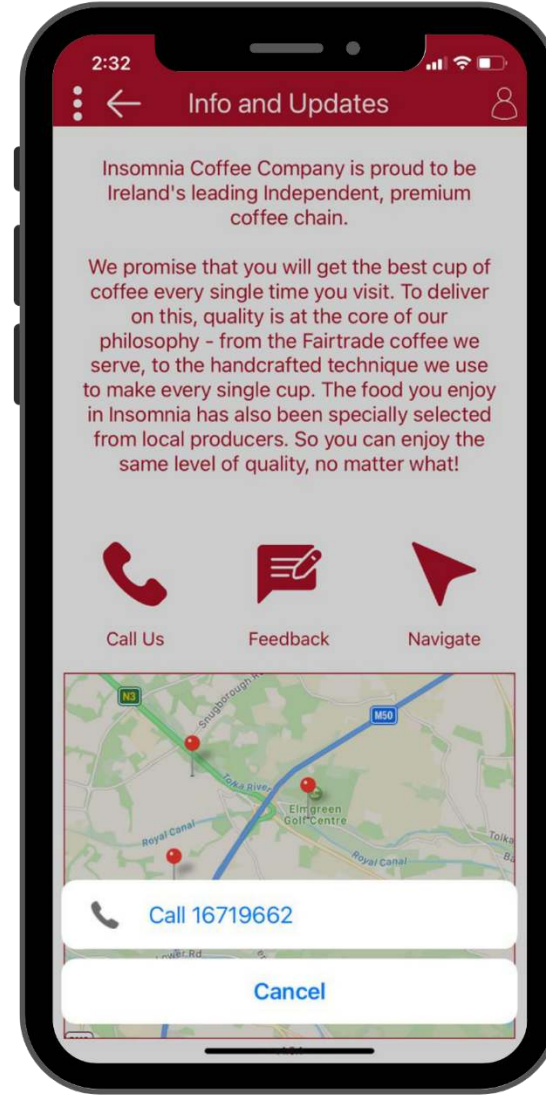 2:32
Info and Updates
Insomnia Coffee Company is proud to be
Ireland's leading Independent, premium
coffee chain.
We promise that you will get the best cup of
coffee every single time you visit. To deliver
on this, quality is at the core of our
philosophy - from the Fairtrade coffee we
serve, to the handcrafted technique we use
to make every single cup. The food you enjoy
in Insomnia has also been specially selected
from local producers. So you can enjoy the
same level of quality, no matter what!
Call Us
Feedback
Navigate
N3
Snugborough
M50
Tolka River
Elmgreen
Golf Centre
Royal Canal
Royal Canal
Tolka
Call 16719662
Lower Rd
Cancel